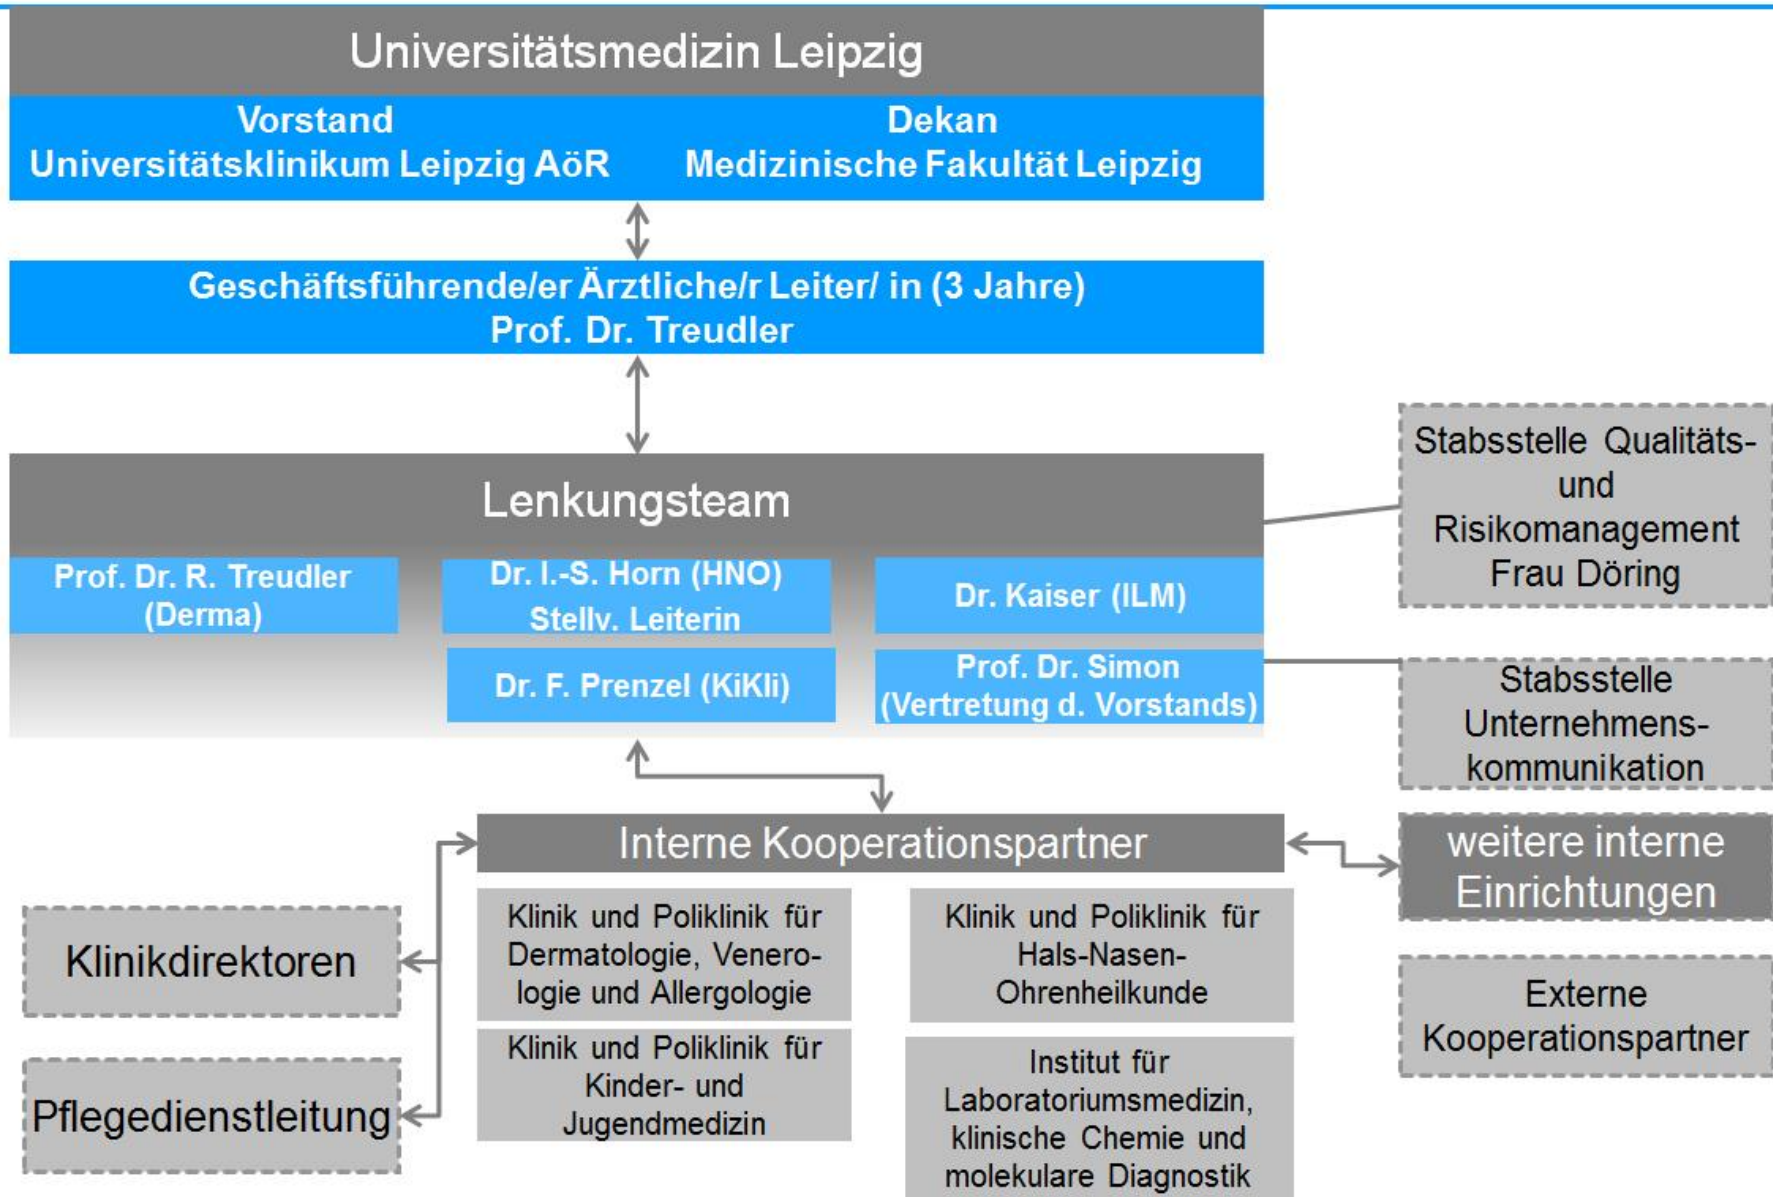 Universitätsmedizin Leipzig
Vorstand
Universitätsklinikum Leipzig AöR
Dekan
Medizinische Fakultät Leipzig
Geschäftsführende/er Ärztliche/r Leiter/ in (3 Jahre)
Prof. Dr. Treudler
Lenkungsteam
Prof. Dr. R. Treudler
(Derma)
Dr. I.-S. Horn (HNO)
Stellv. Leiterin
Dr. Kaiser (ILM)
Dr. F. Prenzel (KiKli)
Prof. Dr. Simon
(Vertretung d. Vorstands)
Stabsstelle Qualitäts-
und
Risikomanagement
Frau Döring
Stabsstelle
Unternehmens-
kommunikation
Interne Kooperationspartner
weitere interne
Einrichtungen
Klinikdirektoren
Pflegedienstleitung
Klinik und Poliklinik für
Dermatologie, Venero-
logie und Allergologie
Klinik und Poliklinik für
Hals-Nasen-
Ohrenheilkunde
Klinik und Poliklinik für
Kinder- und
Jugendmedizin
Institut für
Laboratoriumsmedizin,
klinische Chemie und
molekulare Diagnostik
Externe
Kooperationspartner